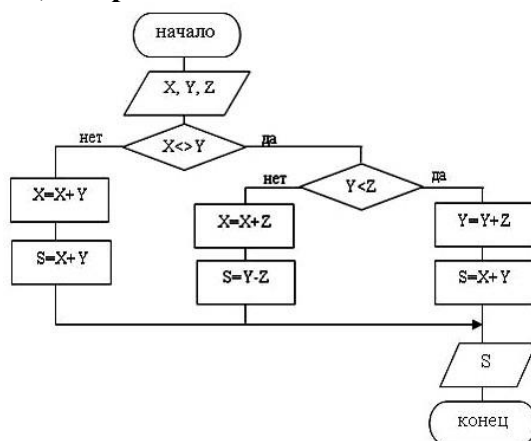 начало
X, Y, Z
нет
X<>Y
да
нет
Y<Z
да
X=X+Y
X=X+Z
Y=Y+Z
S=X+Y
S=Y-Z
S=X+Y
S
конец